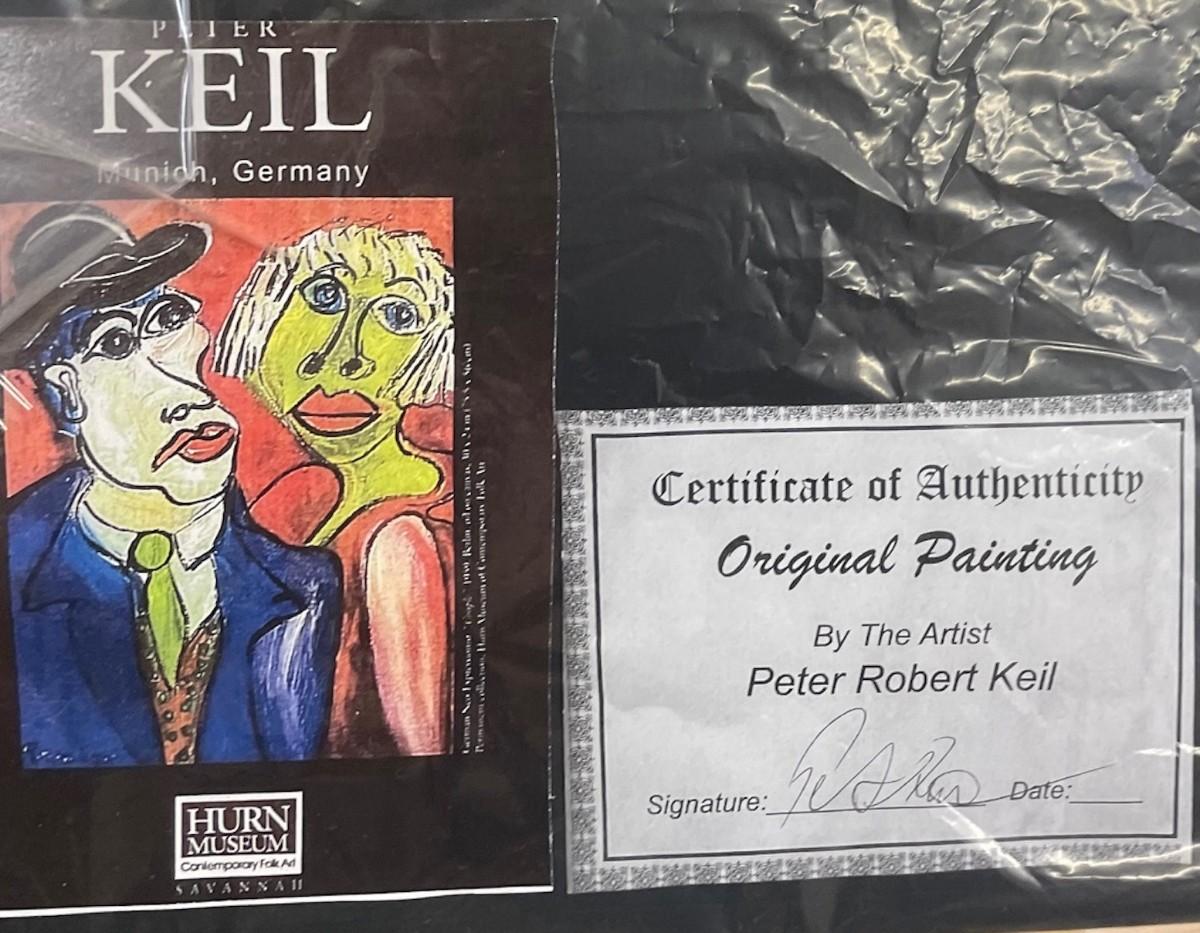 PETER
KEIL
Munich, Germany
HURN
MUSEUM
Contemporary Folk Art
SAVANNAH
Certificate of Authenticity
Original Painting
By The Artist
Peter Robert Keil
Signature:
Date: